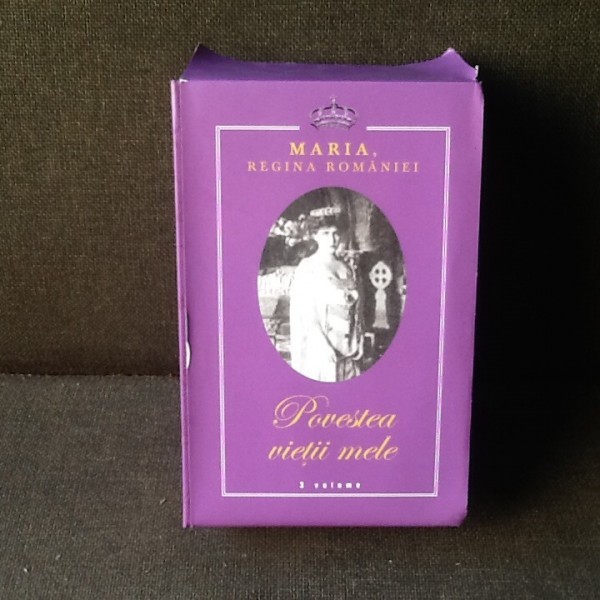 MARIA,
REGINA ROMÂNIEI
Povestea
vieții mele
3 volume